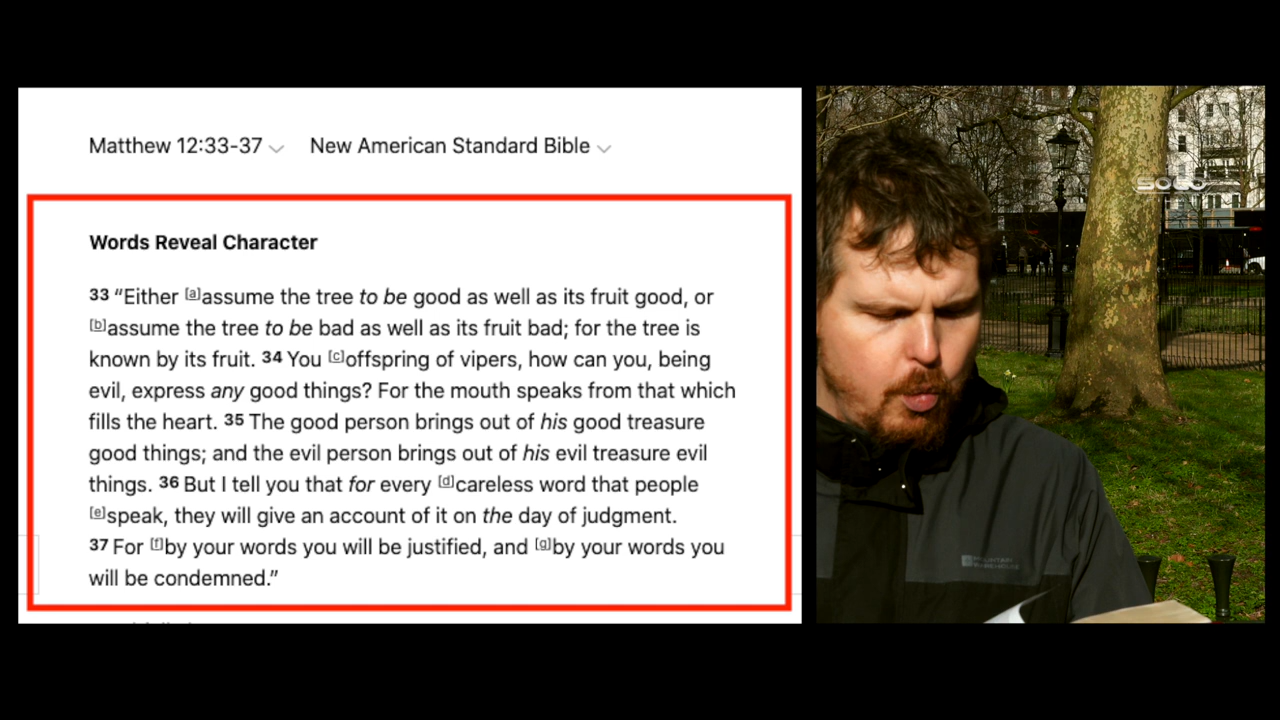 Matthew 12:33-37 New American Standard Bible
Words Reveal Character
33 “Either [a]assume the tree to be good as well as its fruit good, or
[b]assume the tree to be bad as well as its fruit bad; for the tree is
known by its fruit. 34 You [c]offspring of vipers, how can you, being
evil, express any good things? For the mouth speaks from that which
fills the heart. 35 The good person brings out of his good treasure
good things; and the evil person brings out of his evil treasure evil
things. 36 But I tell you that for every [d]careless word that people
[e]speak, they will give an account of it on the day of judgment.
37 For [f]by your words you will be justified, and [g]by your words you
will be condemned.”
SOCO
MOUNTAIN
WAREHOUSE